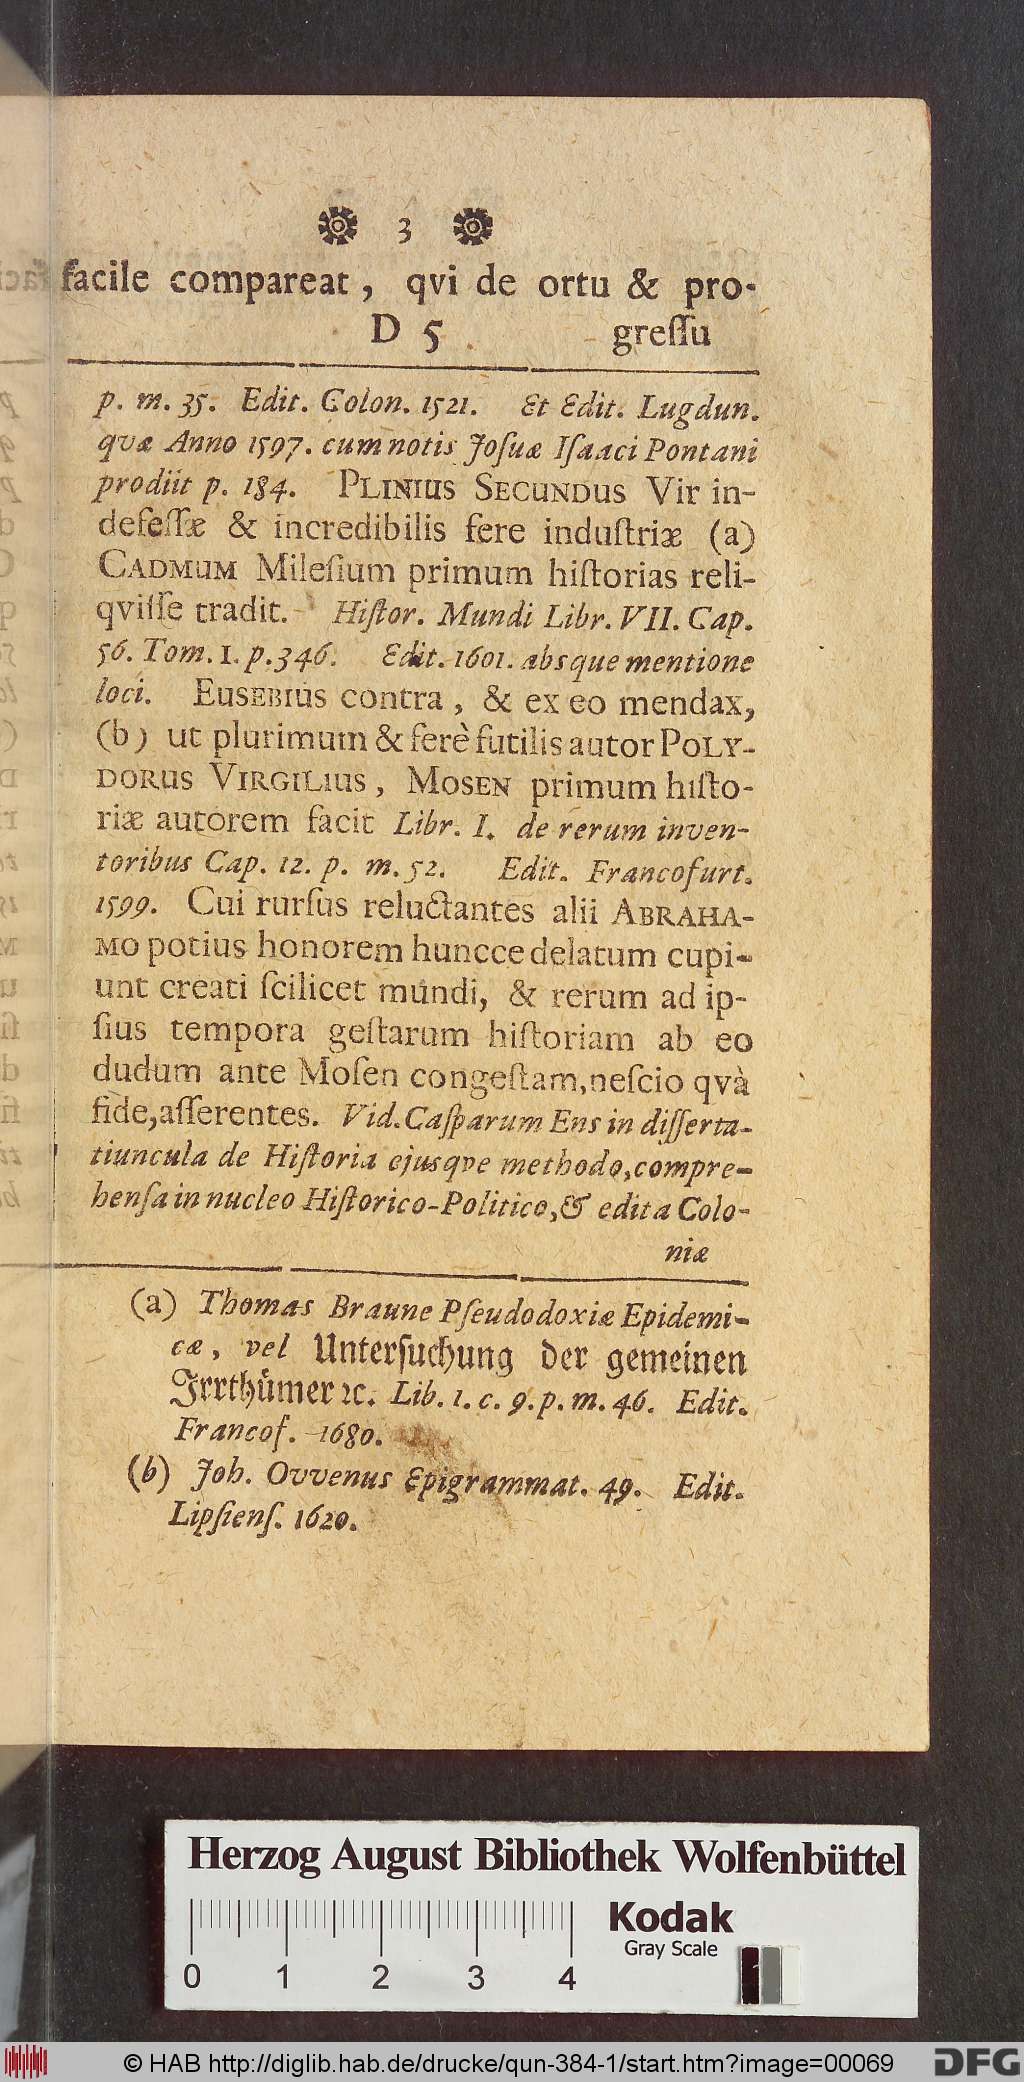 3
facile compareat, qvi de ortu & pro-
D 5 greſſu
p. m. 35. Edit. Colon. 1521. Et Edit. Lugdun.
qvæ Anno 1597. cum notis Joſuæ Iſaaci Pontani
prodiit p. 184. PLINIUS SECUNDUS Vir in-
defeſſæ & incredibilis fere induſtriæ (a)
CADMUM Mileſium primum hiſtorias reli-
qviſſe tradit. Hiſtor. Mundi Libr. VII. Cap.
56. Tom. I. p. 346. Edit. 1601. absque mentione
loci. EUSEBIUS contra, & ex eo mendax,
(b) ut plurimum & ferè futilis autor POLY-
DORUS VIRGILIUS, MOSEN primum hiſto-
riæ autorem facit Libr. I. de rerum inven-
toribus Cap. 12. p. m. 52. Edit. Francofurt.
1599. Cui rurſus reluctantes alii ABRAHA-
MO potius honorem huncce delatum cupi-
unt creati ſcilicet mundi, & rerum ad ip-
ſius tempora geſtarum hiſtoriam ab eo
dudum ante Moſen congeſtam, neſcio qvà
fide, aſſerentes. Vid. Caſparum Ens in diſſerta-
tiuncula de Hiſtoria ejusqve methodo, compre-
henſa in nucleo Hiſtorico-Politico, & edita Colo-
niæ
(a) Thomas Braune Pſeudodoxiæ Epidemi-
cæ, vel Unterſuchung der gemeinen
Irrthümer ꝛc. Lib. 1. c. 9. p. m. 46. Edit.
Francof. 1680.
(b) Joh. Ovvenus Epigrammat. 49. Edit.
Lipſienſ. 1620.
Herzog August Bibliothek Wolfenbüttel
Kodak
Gray Scale
0 1 2 3 4
© HAB http://diglib.hab.de/drucke/qun-384-1/start.htm?image=00069
DFG